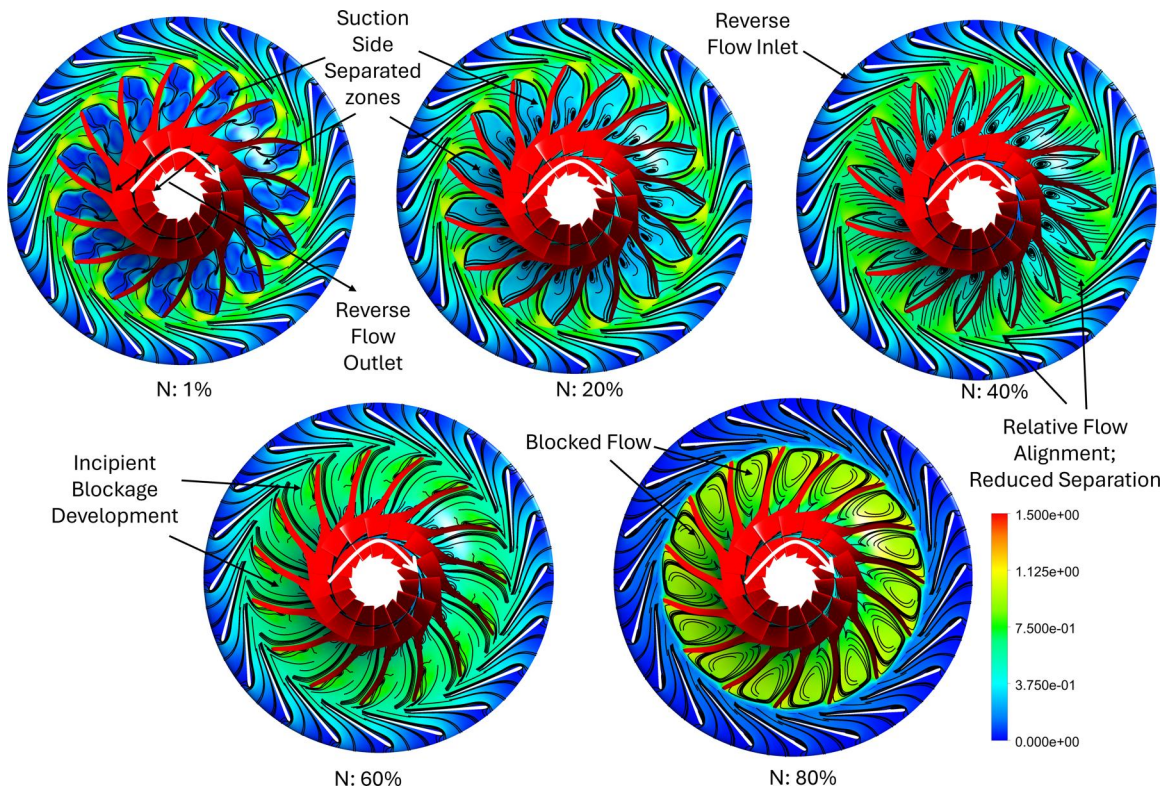 Suction
Side
Separated
zones
Reverse
Flow Inlet
Reverse
Flow
Outlet
N: 1%
N: 20%
N: 40%
Incipient
Blockage
Development
Blocked Flow
Relative Flow
Alignment;
Reduced Separation
1.500e+00
1.125e+00
7.500e-01
3.750e-01
0.000e+00
N: 60%
N: 80%